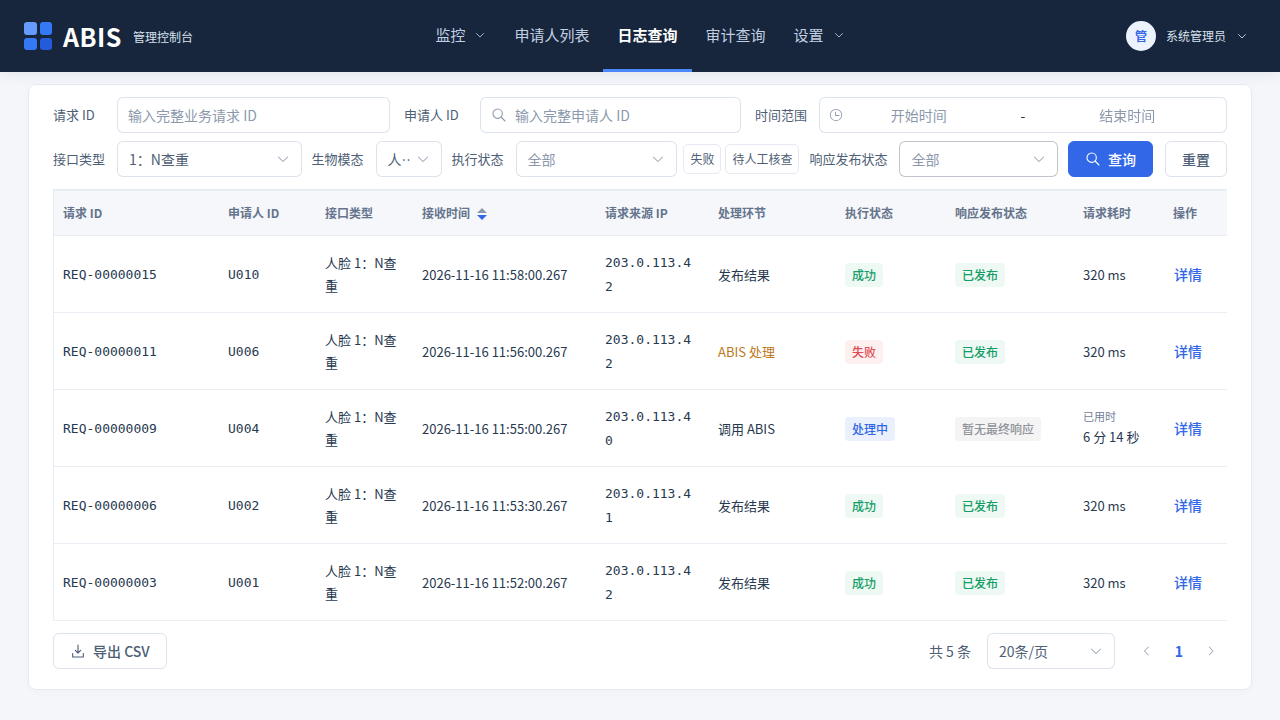 ABIS 管理控制台 监控 申请人列表 日志查询 审计查询 设置 管 系统管理员
请求 ID 输入完整业务请求 ID 申请人 ID 输入完整申请人 ID 时间范围 开始时间 - 结束时间
接口类型 1：N查重 生物模态 人·· 执行状态 全部 失败 待人工核查 响应发布状态 全部 查询 重置
请求 ID 申请人 ID 接口类型 接收时间 请求来源 IP 处理环节 执行状态 响应发布状态 请求耗时 操作
REQ-00000015 U010 人脸 1：N查重 2026-11-16 11:58:00.267 203.0.113.42 发布结果 成功 已发布 320 ms 详情
REQ-00000011 U006 人脸 1：N查重 2026-11-16 11:56:00.267 203.0.113.42 ABIS 处理 失败 已发布 320 ms 详情
REQ-00000009 U004 人脸 1：N查重 2026-11-16 11:55:00.267 203.0.113.40 调用 ABIS 处理中 暂无最终响应 已用时 6 分 14 秒 详情
REQ-00000006 U002 人脸 1：N查重 2026-11-16 11:53:30.267 203.0.113.41 发布结果 成功 已发布 320 ms 详情
REQ-00000003 U001 人脸 1：N查重 2026-11-16 11:52:00.267 203.0.113.42 发布结果 成功 已发布 320 ms 详情
导出 CSV 共 5 条 20条/页 1